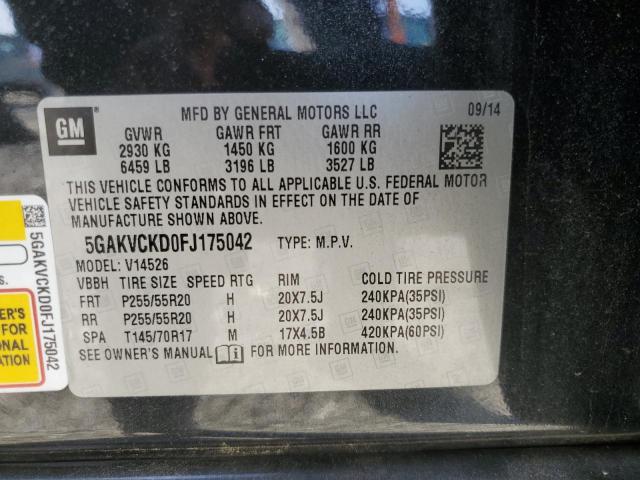 GM
MFD BY GENERAL MOTORS LLC 09/14
GVWR GAWR FRT GAWR RR
2930 KG 1450 KG 1600 KG
6459 LB 3196 LB 3527 LB
THIS VEHICLE CONFORMS TO ALL APPLICABLE U.S. FEDERAL MOTOR
VEHICLE SAFETY STANDARDS IN EFFECT ON THE DATE OF
MANUFACTURE SHOWN ABOVE.
5GAKVCKD0FJ175042 TYPE: M.P.V.
MODEL: V14526
VBBH TIRE SIZE SPEED RTG RIM COLD TIRE PRESSURE
FRT P255/55R20 H 20X7.5J 240KPA(35PSI)
RR P255/55R20 H 20X7.5J 240KPA(35PSI)
SPA T145/70R17 M 17X4.5B 420KPA(60PSI)
SEE OWNER'S MANUAL i FOR MORE INFORMATION.
5GAKVCKD0FJ175042
ER'S
FOR
ONAL
ION